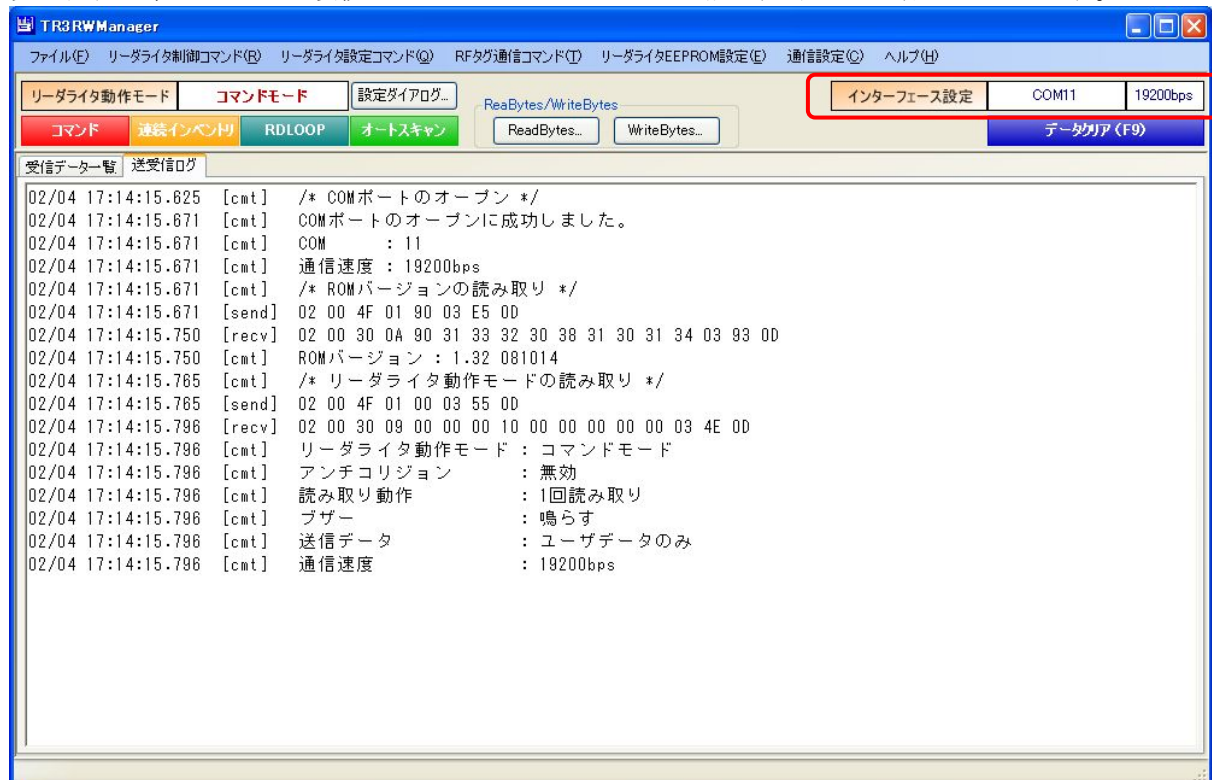 TR3RWManager
ファイル(F) リーダライタ制御コマンド(R) リーダライタ設定コマンド(Q) RFタグ通信コマンド(T) リーダライタEEPROM設定(E) 通信設定(C) ヘルプ(H)
リーダライタ動作モード コマンドモード 設定ダイアログ... ReaBytes/WriteBytes インターフェース設定 COM11 19200bps
コマンド 連続インベントリ RDLOOP オートスキャン ReadBytes... WriteBytes... データクリア(F9)
受信データ一覧 送受信ログ
02/04 17:14:15.625 [cmt] /* COMポートのオープン */
02/04 17:14:15.671 [cmt] COMポートのオープンに成功しました。
02/04 17:14:15.671 [cmt] COM : 11
02/04 17:14:15.671 [cmt] 通信速度 : 19200bps
02/04 17:14:15.671 [cmt] /* ROMバージョンの読み取り */
02/04 17:14:15.671 [send] 02 00 4F 01 90 03 E5 0D
02/04 17:14:15.750 [recv] 02 00 30 0A 90 31 33 32 30 38 31 30 31 34 03 93 0D
02/04 17:14:15.750 [cmt] ROMバージョン : 1.32 081014
02/04 17:14:15.765 [cmt] /* リーダライタ動作モードの読み取り */
02/04 17:14:15.765 [send] 02 00 4F 01 00 03 55 0D
02/04 17:14:15.796 [recv] 02 00 30 09 00 00 00 10 00 00 00 00 00 03 4E 0D
02/04 17:14:15.796 [cmt] リーダライタ動作モード : コマンドモード
02/04 17:14:15.796 [cmt] アンチコリジョン : 無効
02/04 17:14:15.796 [cmt] 読み取り動作 : 1回読み取り
02/04 17:14:15.796 [cmt] ブザー : 鳴らす
02/04 17:14:15.796 [cmt] 送信データ : ユーザデータのみ
02/04 17:14:15.796 [cmt] 通信速度 : 19200bps